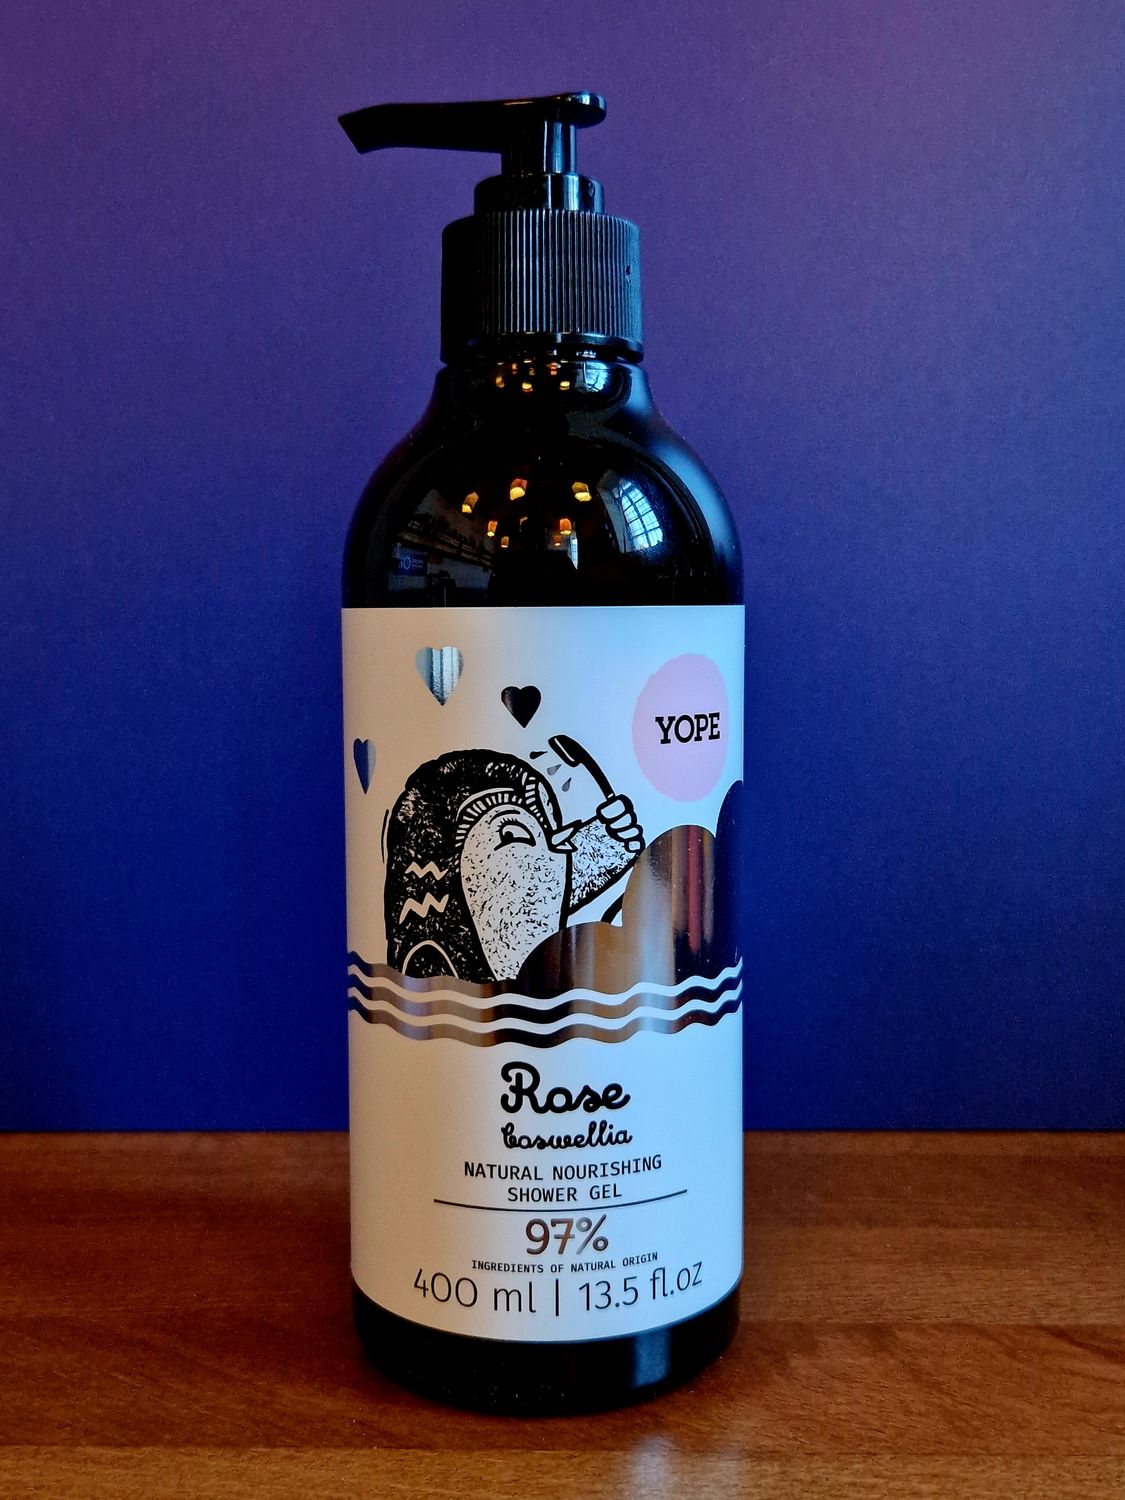 YOPE
Rose
boswellia
NATURAL NOURISHING
SHOWER GEL
97%
INGREDIENTS OF NATURAL ORIGIN
400 ml | 13.5 fl.oz